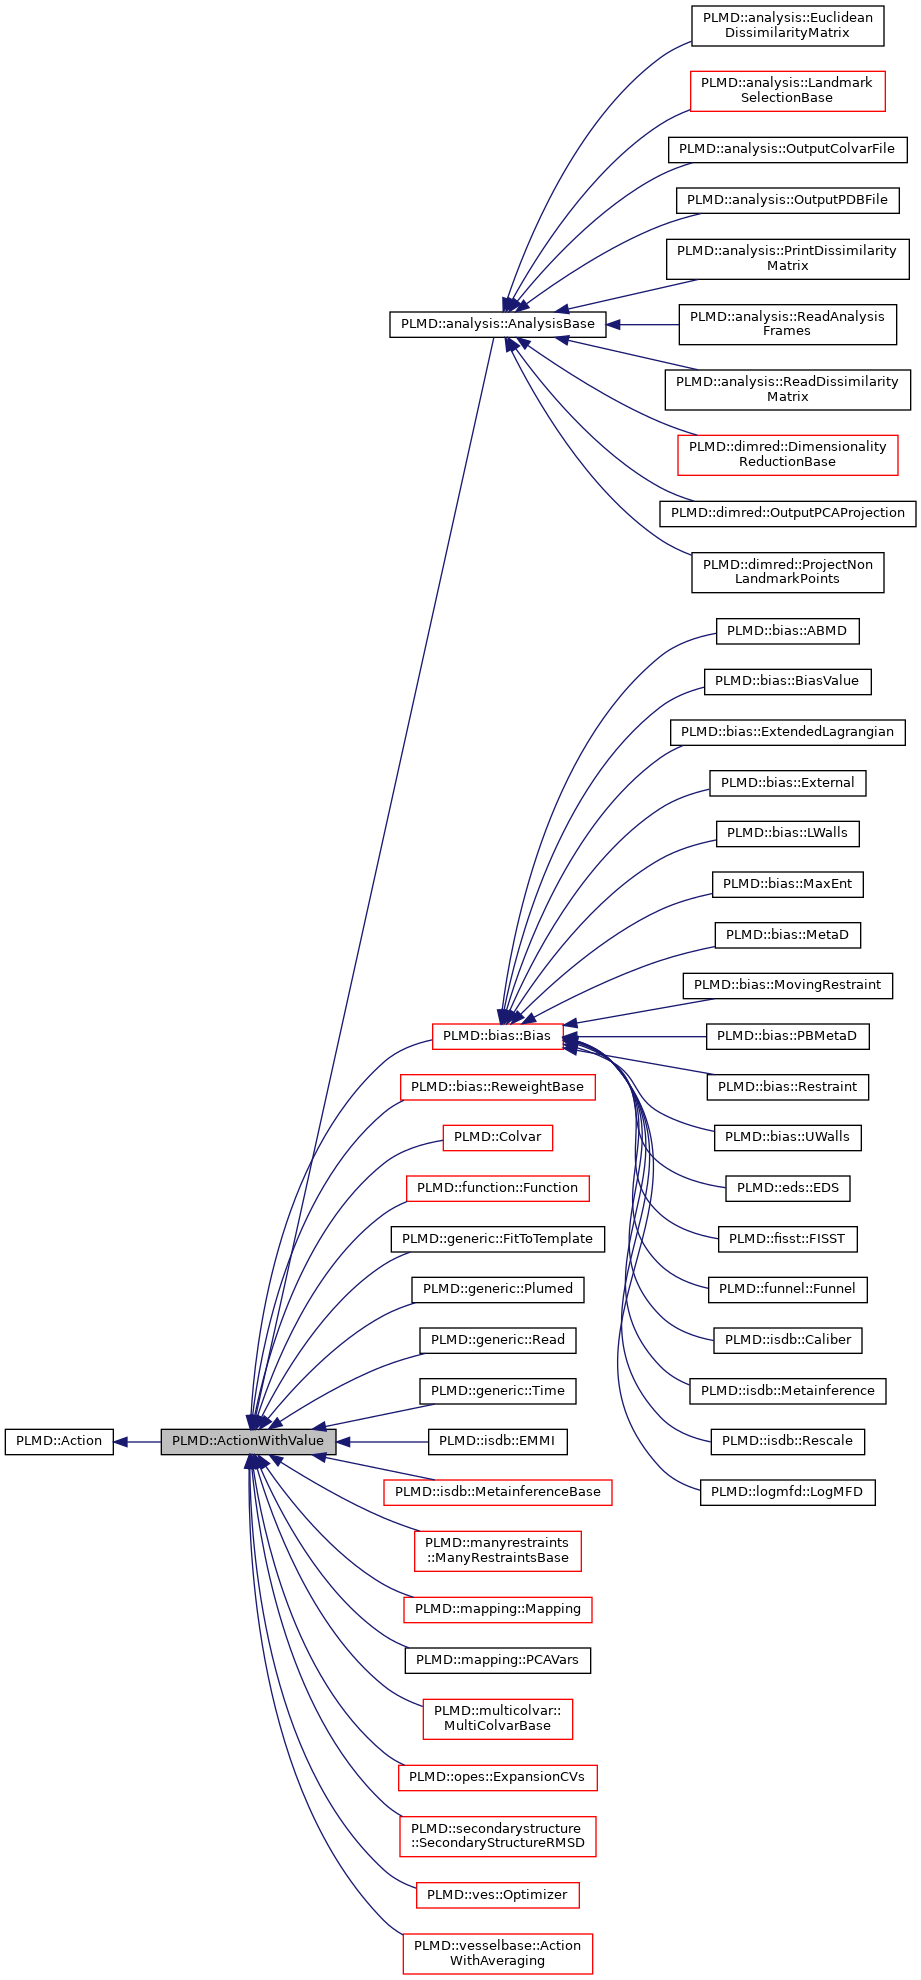 PLMD::analysis::Euclidean
DissimilarityMatrix
PLMD::analysis::Landmark
SelectionBase
PLMD::analysis::OutputColvarFile
PLMD::analysis::OutputPDBFile
PLMD::analysis::PrintDissimilarity
Matrix
PLMD::analysis::AnalysisBase
PLMD::analysis::ReadAnalysis
Frames
PLMD::analysis::ReadDissimilarity
Matrix
PLMD::dimred::Dimensionality
ReductionBase
PLMD::dimred::OutputPCAProjection
PLMD::dimred::ProjectNon
LandmarkPoints
PLMD::bias::ABMD
PLMD::bias::BiasValue
PLMD::bias::ExtendedLagrangian
PLMD::bias::External
PLMD::bias::LWalls
PLMD::bias::MaxEnt
PLMD::bias::MetaD
PLMD::bias::MovingRestraint
PLMD::bias::Bias
PLMD::bias::PBMetaD
PLMD::bias::ReweightBase
PLMD::bias::Restraint
PLMD::Colvar
PLMD::bias::UWalls
PLMD::function::Function
PLMD::eds::EDS
PLMD::generic::FitToTemplate
PLMD::fisst::FISST
PLMD::generic::Plumed
PLMD::funnel::Funnel
PLMD::generic::Read
PLMD::isdb::Caliber
PLMD::generic::Time
PLMD::isdb::Metainference
PLMD::Action
PLMD::ActionWithValue
PLMD::isdb::EMMI
PLMD::isdb::Rescale
PLMD::isdb::MetainferenceBase
PLMD::logmfd::LogMFD
PLMD::manyrestraints
::ManyRestraintsBase
PLMD::mapping::Mapping
PLMD::mapping::PCAVars
PLMD::multicolvar::
MultiColvarBase
PLMD::opes::ExpansionCVs
PLMD::secondarystructure
::SecondaryStructureRMSD
PLMD::ves::Optimizer
PLMD::vesselbase::Action
WithAveraging